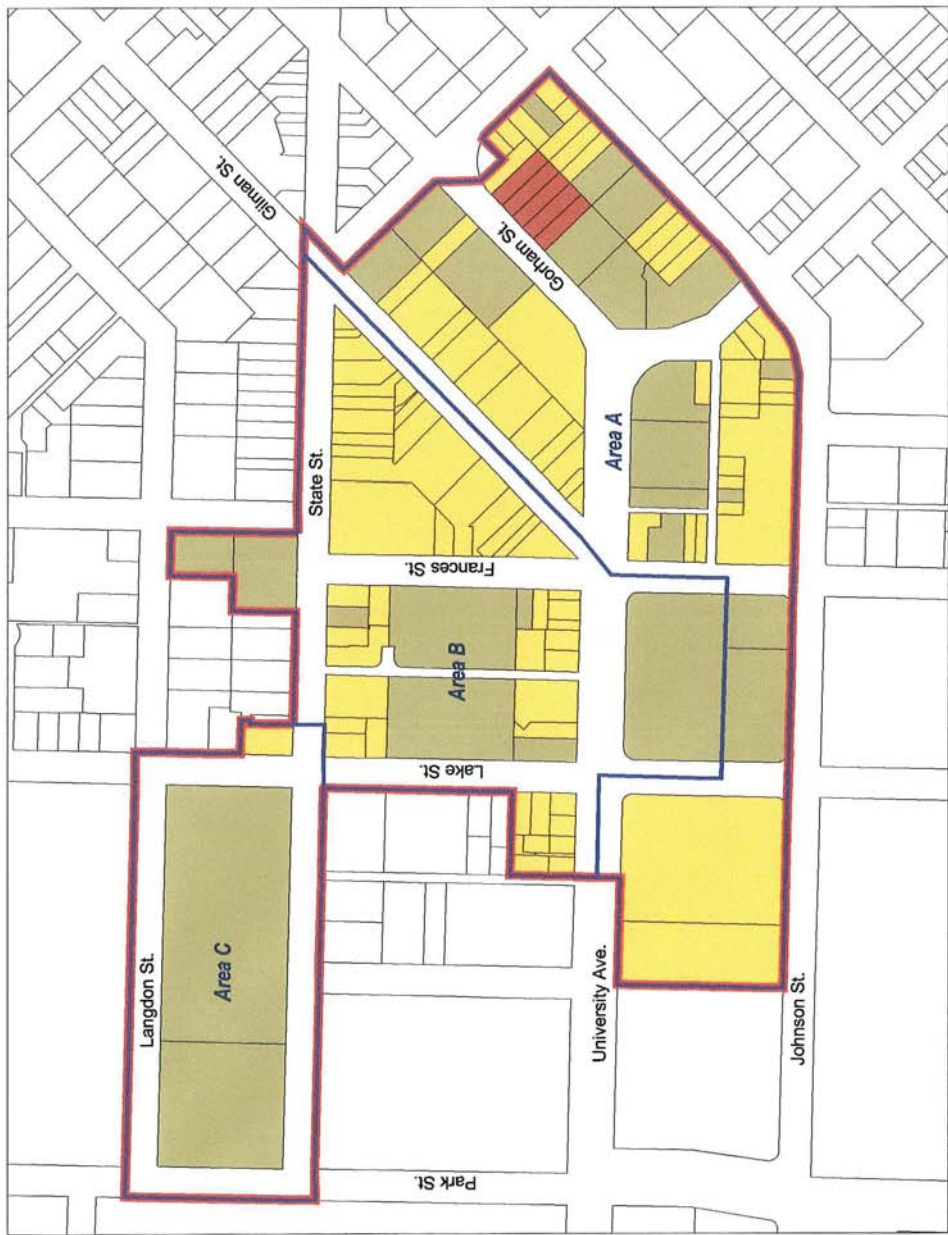 Gilman St.
Gorham St.
State St.
Area A
Frances St.
Area B
Lake St.
Langdon St.
Area C
University Ave.
Johnson St.
Park St.